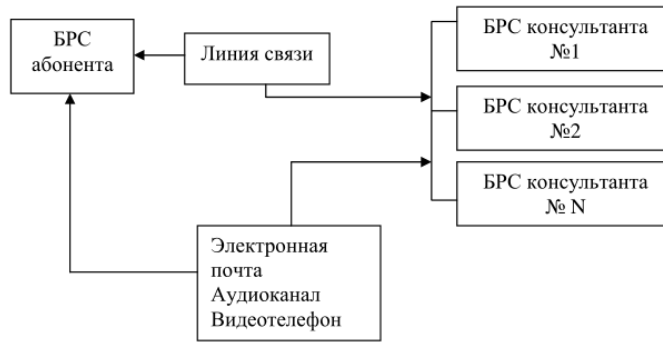 БРС
абонента
Линия связи
БРС консультанта
№1
БРС консультанта
№2
БРС консультанта
№ N
Электронная
почта
Аудиоканал
Видеотелефон